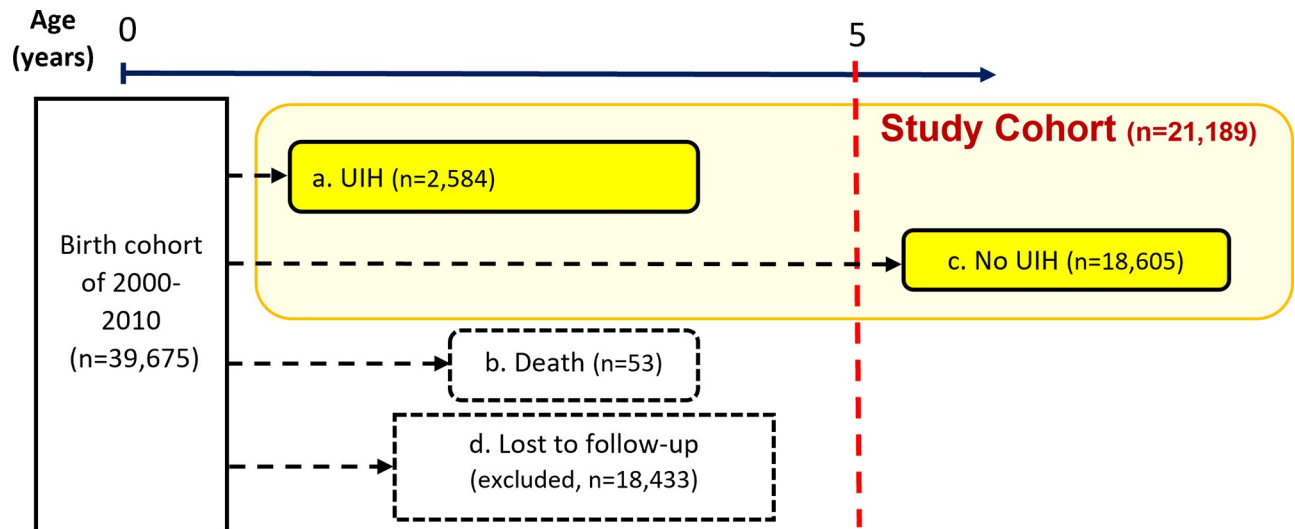 Age
(years)
0
5
Study Cohort (n=21,189)
a. UIH (n=2,584)
Birth cohort
of 2000-
2010
(n=39,675)
c. No UIH (n=18,605)
b. Death (n=53)
d. Lost to follow-up
(excluded, n=18,433)